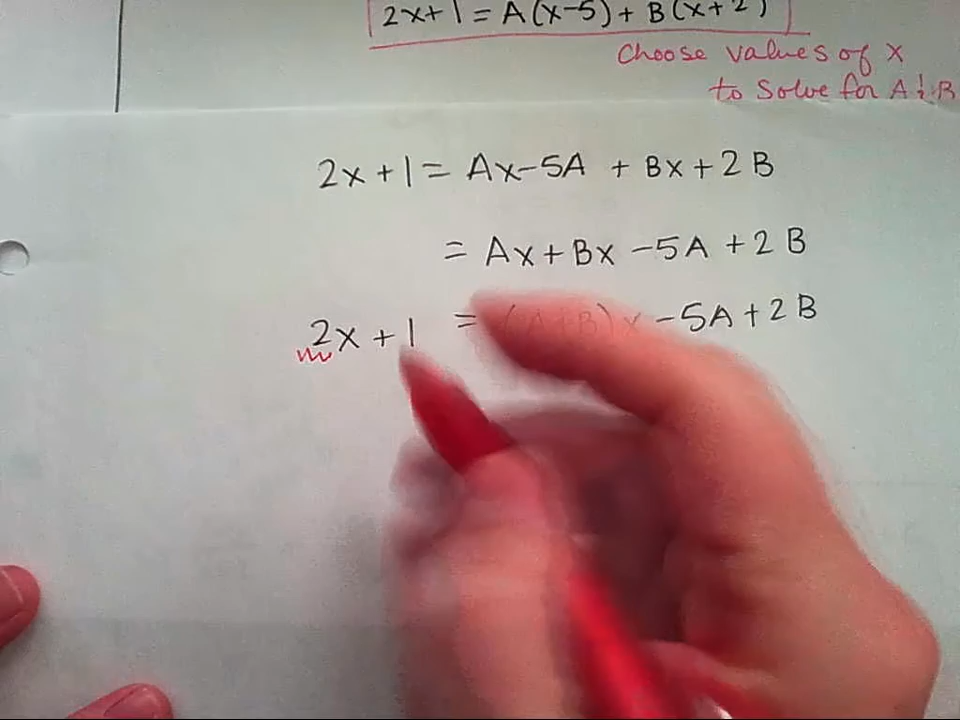 2x+1 = A(x-5) + B(x+2)
Choose values of x
to solve for A & B
2x+1 = Ax-5A + Bx+2B
= Ax+Bx -5A +2B
2x+1 = (A+B)x -5A+2B